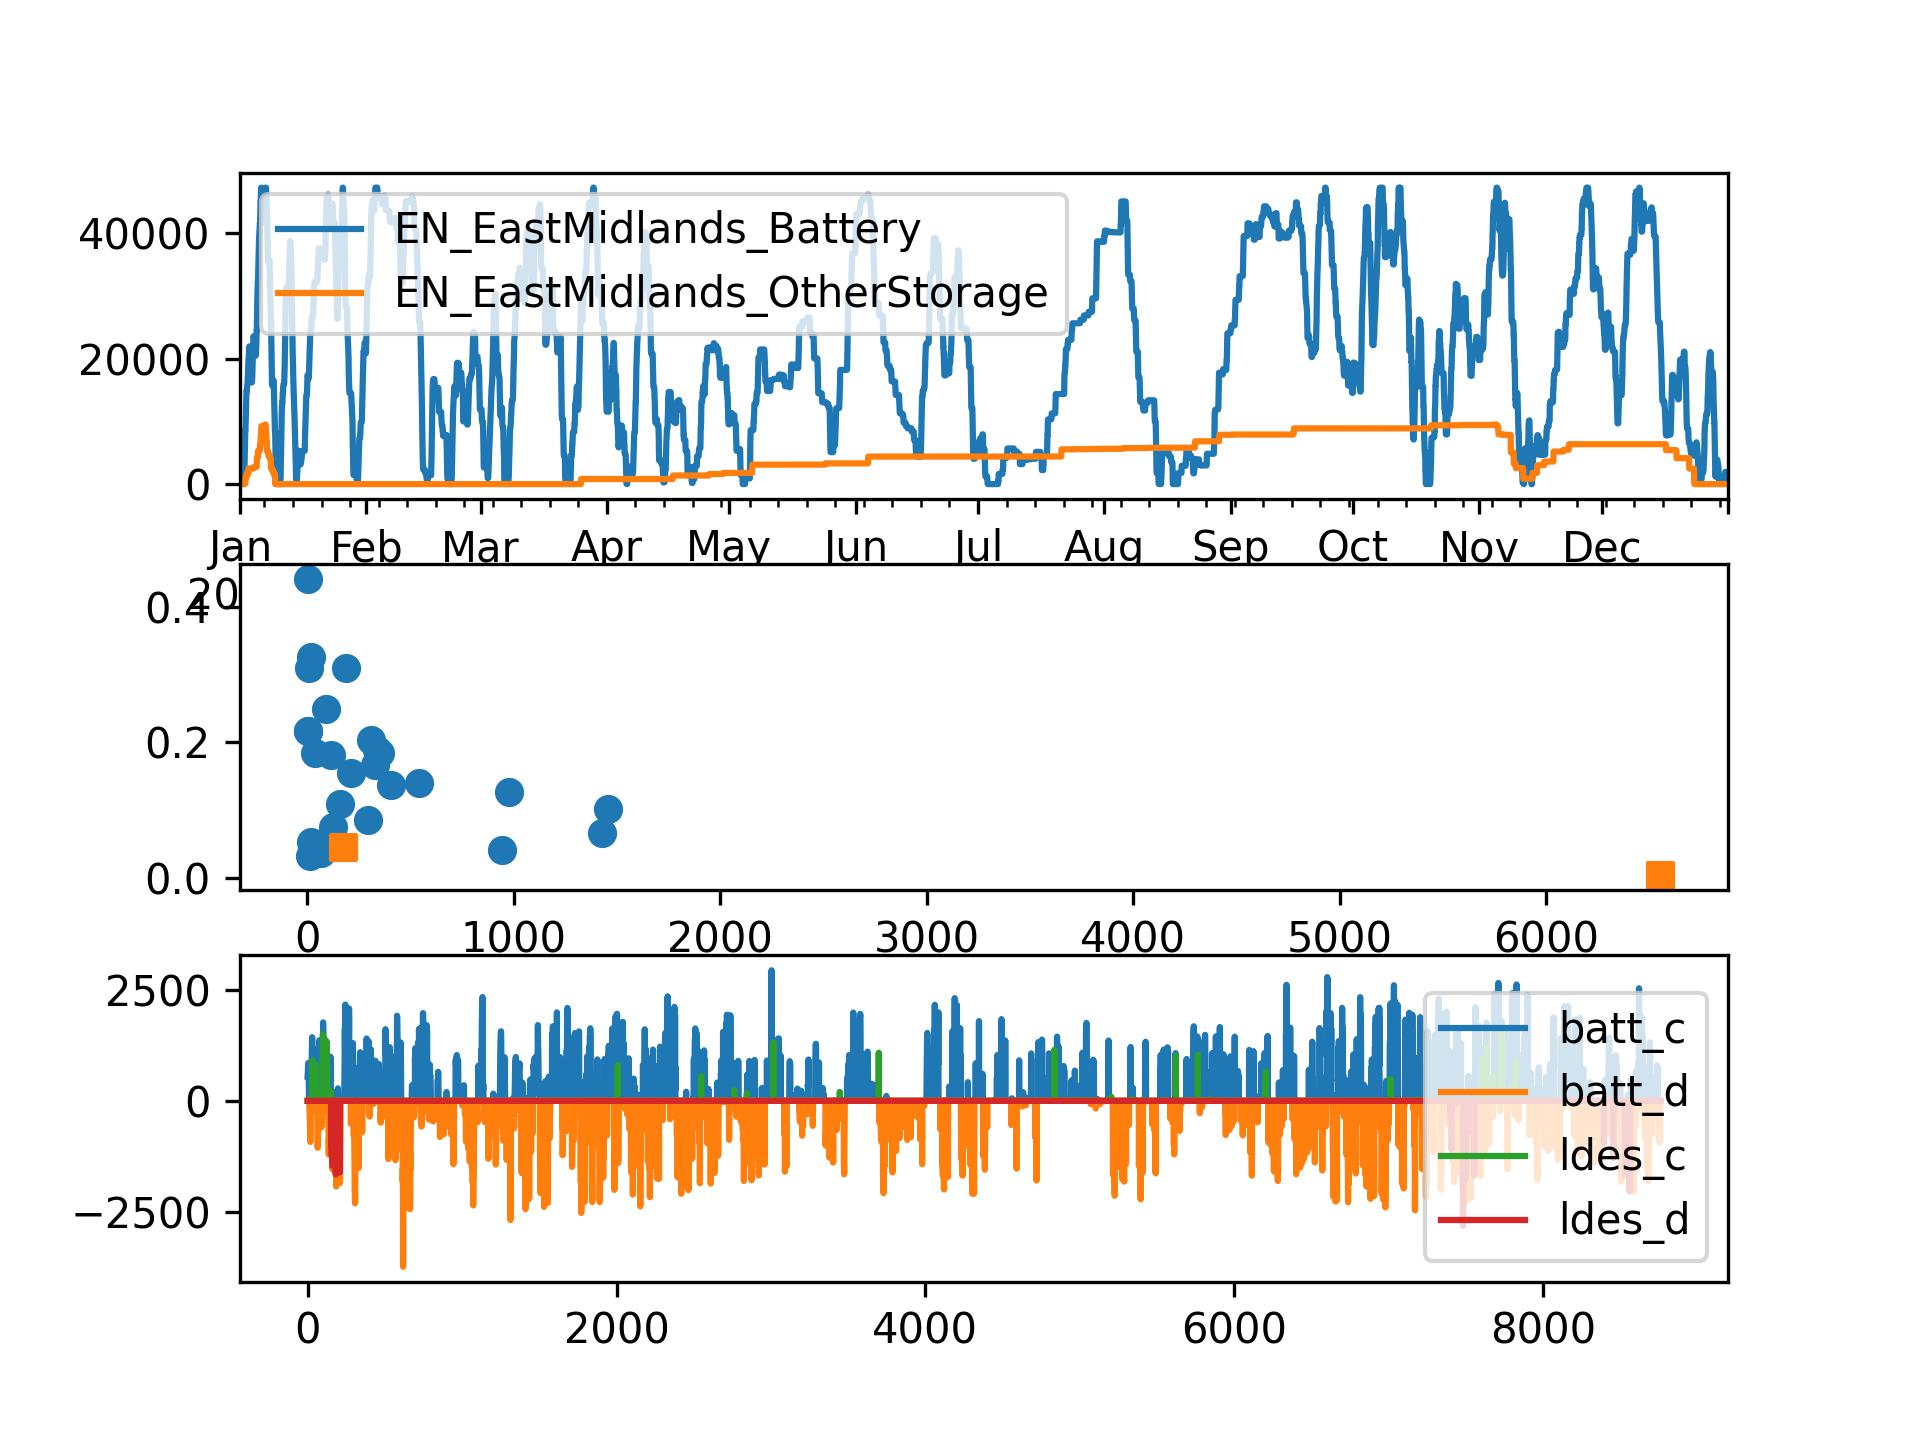 40000
20000
0
EN_EastMidlands_Battery
EN_EastMidlands_OtherStorage
Jan Feb Mar Apr May Jun Jul Aug Sep Oct Nov Dec
20
0.4
0.2
0.0
0 1000 2000 3000 4000 5000 6000
2500
0
−2500
batt_c
batt_d
ldes_c
ldes_d
0 2000 4000 6000 8000